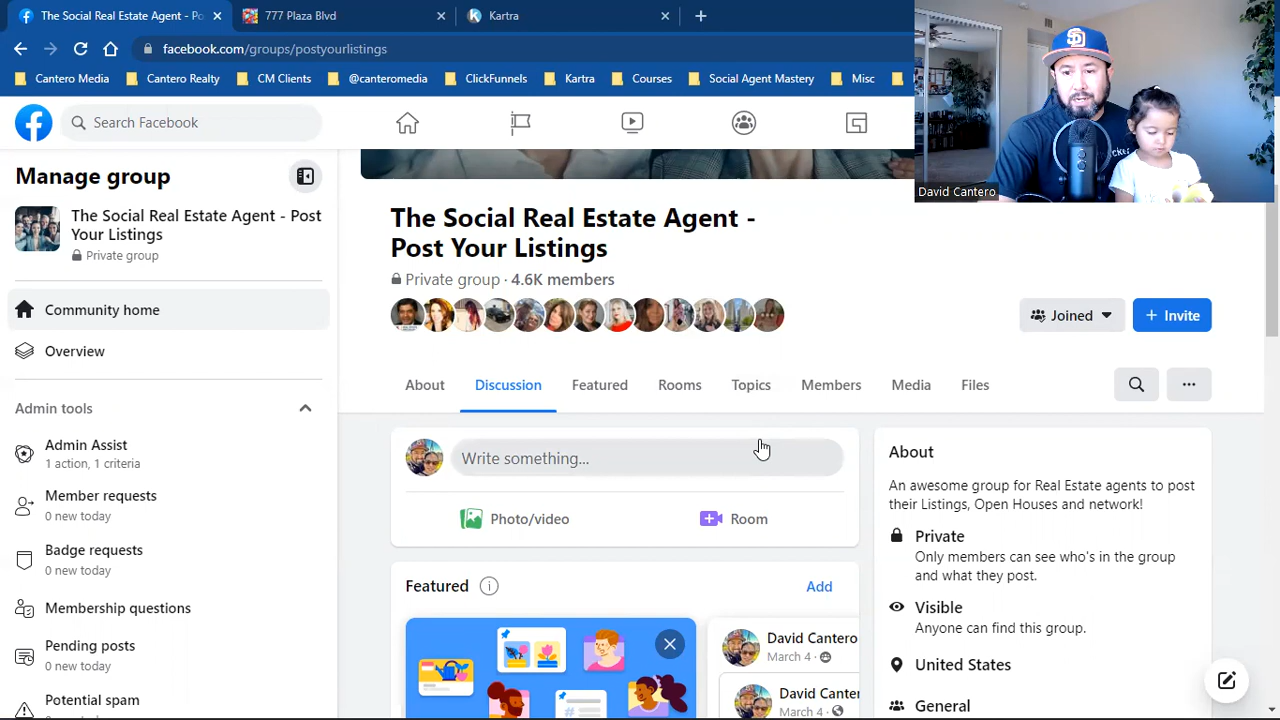 The Social Real Estate Agent - Po
777 Plaza Blvd
Kartra
facebook.com/groups/postyourlistings
Cantero Media
Cantero Realty
CM Clients
@canteromedia
ClickFunnels
Kartra
Courses
Social Agent Mastery
Misc
David Cantero
Search Facebook
Manage group
The Social Real Estate Agent - Post
Your Listings
Private group
Community home
Overview
Admin tools
Admin Assist
1 action, 1 criteria
Member requests
0 new today
Badge requests
0 new today
Membership questions
Pending posts
0 new today
Potential spam
The Social Real Estate Agent -
Post Your Listings
Private group · 4.6K members
Joined
+ Invite
About
Discussion
Featured
Rooms
Topics
Members
Media
Files
Write something...
Photo/video
Room
Featured
Add
David Cantero
March 4 ·
David Canter
March 4 ·
About
An awesome group for Real Estate agents to post
their Listings, Open Houses and network!
Private
Only members can see who's in the group
and what they post.
Visible
Anyone can find this group.
United States
General